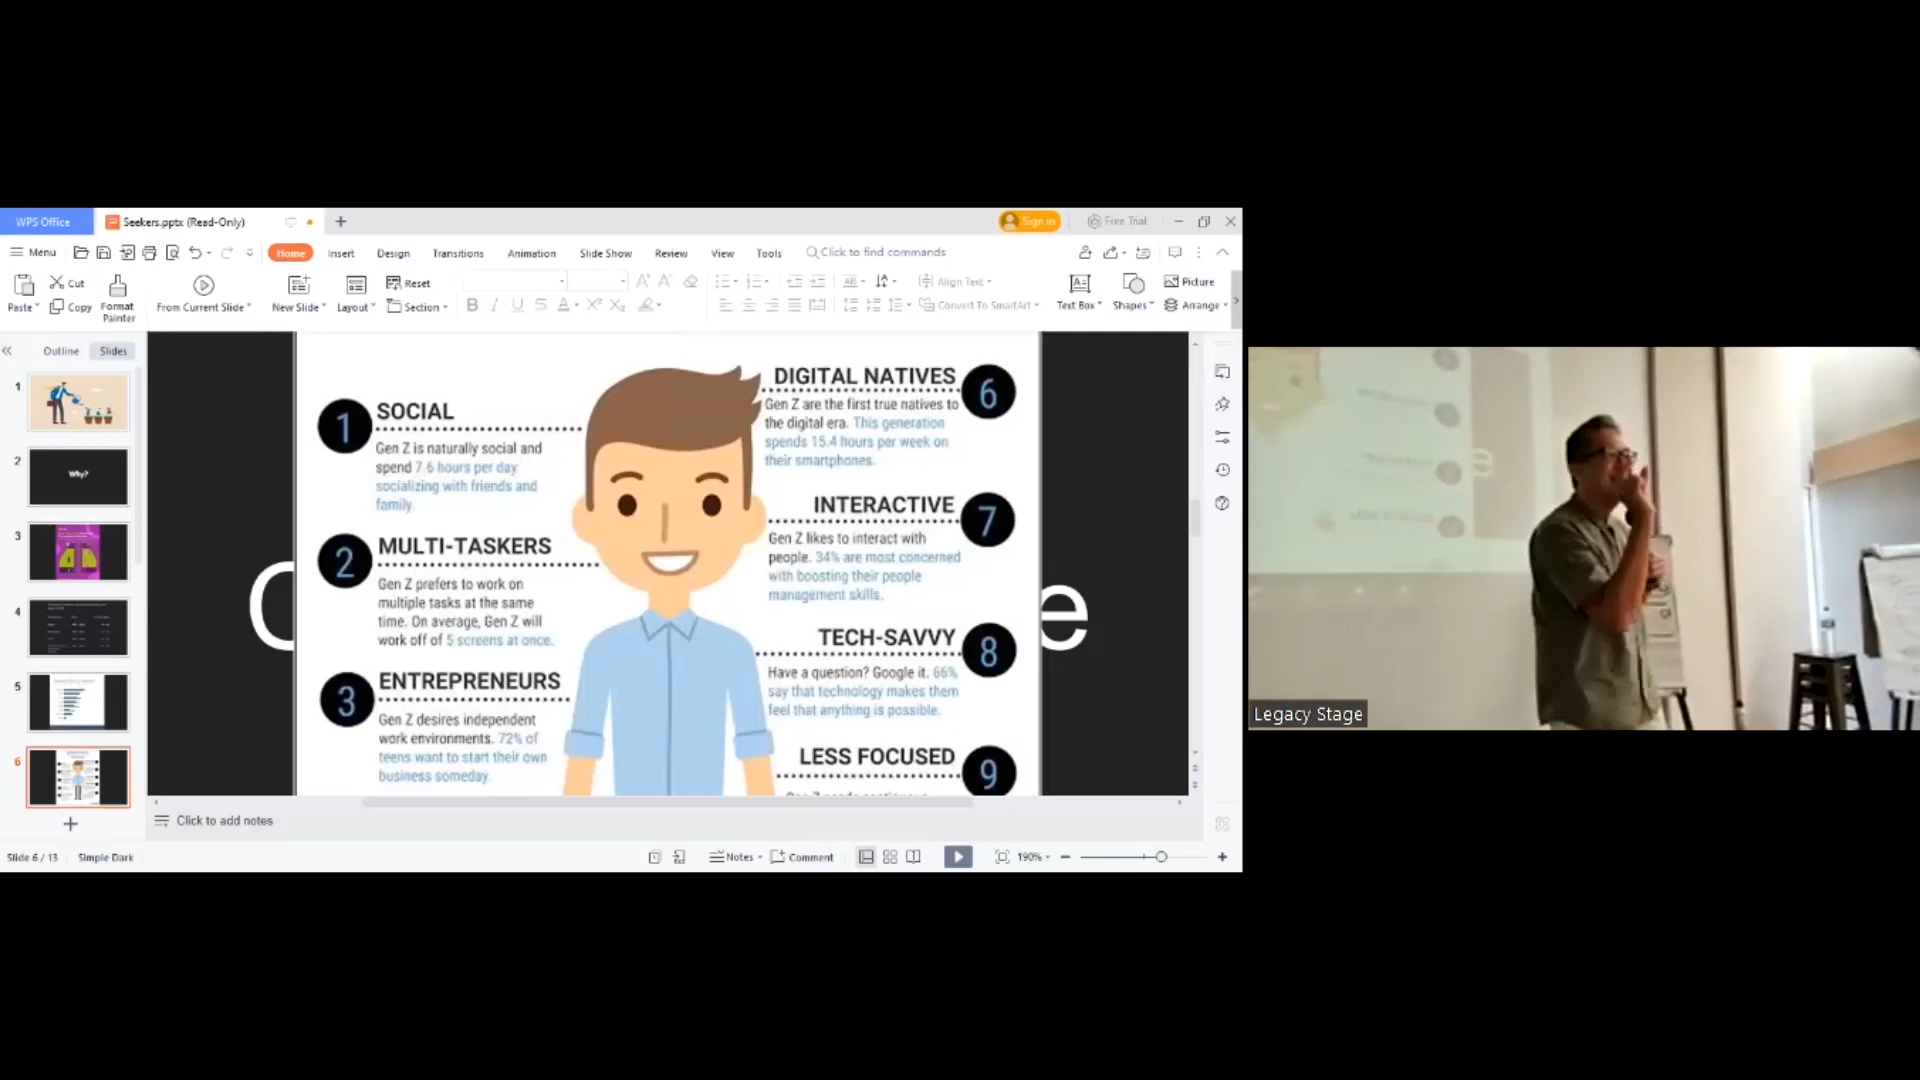 WPS Office
Seekers.pptx (Read-Only)
Sign in
Free Trial
Menu
Home
Insert
Design
Transitions
Animation
Slide Show
Review
View
Tools
Click to find commands
Paste
Cut
Copy
Format
Painter
From Current Slide
New Slide
Layout
Reset
Section
Align Text
Convert To SmartArt
Text Box
Shapes
Picture
Arrange
Outline
Slides
1
2
Why?
3
4
5
6
1
SOCIAL
Gen Z is naturally social and
spend 7.6 hours per day
socializing with friends and
family.
2
MULTI-TASKERS
Gen Z prefers to work on
multiple tasks at the same
time. On average, Gen Z will
work off of 5 screens at once.
3
ENTREPRENEURS
Gen Z desires independent
work environments. 72% of
teens want to start their own
business someday.
DIGITAL NATIVES
6
Gen Z are the first true natives to
the digital era. This generation
spends 15.4 hours per week on
their smartphones.
INTERACTIVE
7
Gen Z likes to interact with
people. 34% are most concerned
with boosting their people
management skills.
TECH-SAVVY
8
Have a question? Google it. 66%
say that technology makes them
feel that anything is possible.
LESS FOCUSED
9
e
Click to add notes
Slide 6 / 13
Simple Dark
Notes
Comment
190%
Legacy Stage